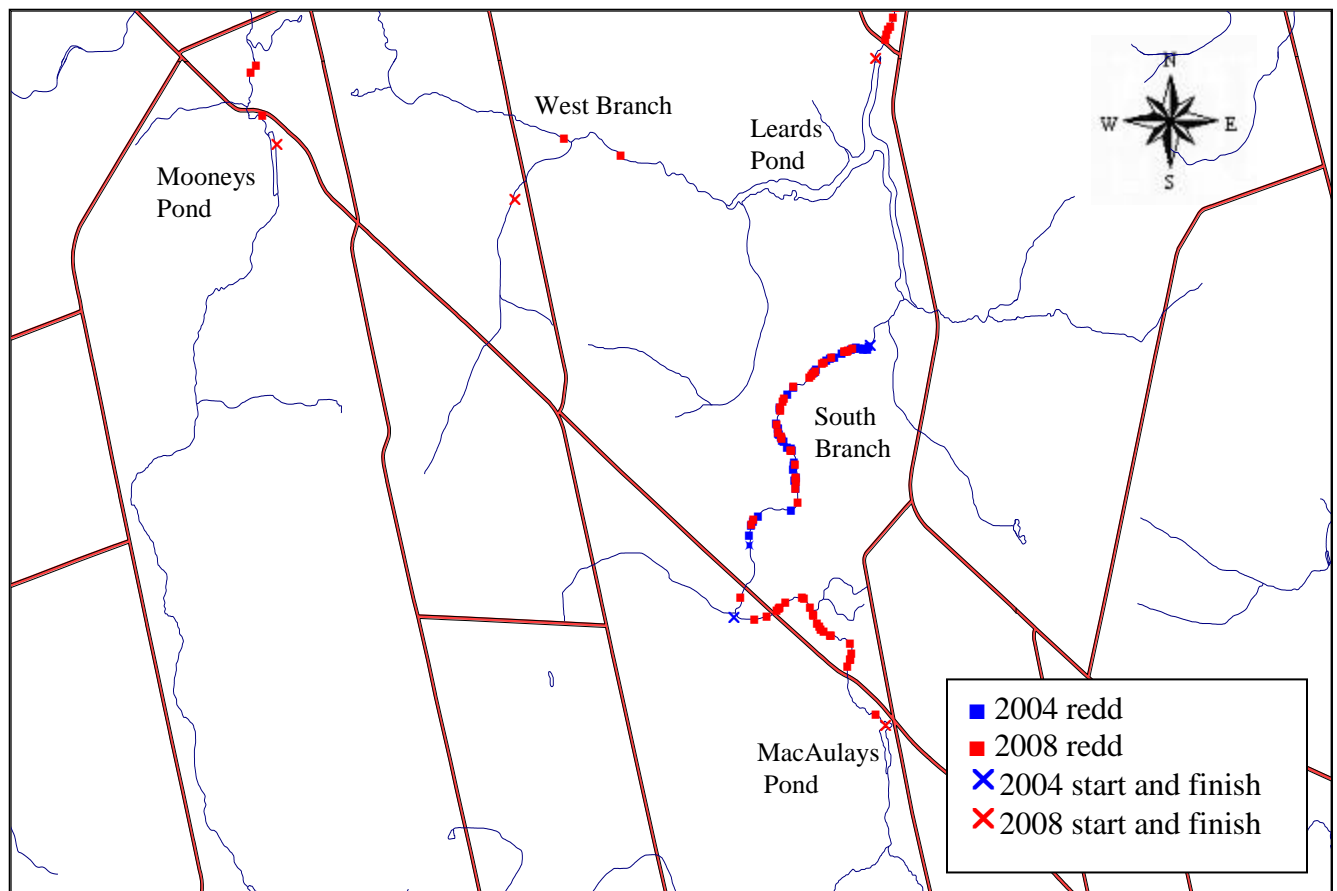 N
W
E
S
West Branch
Leards
Pond
Mooneys
Pond
South
Branch
MacAulays
Pond
2004 redd
2008 redd
2004 start and finish
2008 start and finish